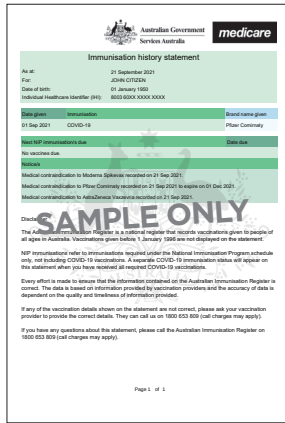 Australian Government
Services Australia
medicare
Immunisation history statement
As at: 21 September 2021
For: JOHN CITIZEN
Date of birth: 01 January 1950
Individual Healthcare Identifier (IHI): 8003 60XX XXXX XXXX
Date given Immunisation Brand name given
01 Sep 2021 COVID-19 Pfizer Comirnaty
Next NIP immunisation/s due Date due
No vaccines due.
Notice/s
Medical contraindication to Moderna Spikevax recorded on 21 Sep 2021.
Medical contraindication to Pfizer Comirnaty recorded on 21 Sep 2021 to expire on 01 Dec 2021.
Medical contraindication to AstraZeneca Vaxzevria recorded on 21 Sep 2021.
SAMPLE ONLY
Disclaimer
The Australian Immunisation Register is a national register that records vaccinations given to people of
all ages in Australia. Vaccinations given before 1 January 1996 are not displayed on the statement.
NIP immunisations refer to immunisations required under the National Immunisation Program schedule
only, not including COVID-19 vaccinations. A separate COVID-19 immunisation status will appear on
this statement when you have received all required COVID-19 vaccinations.
Every effort is made to ensure that the information contained on the Australian Immunisation Register is
correct. The data is based on information provided by vaccination providers and the accuracy of data is
dependent on the quality and timeliness of information provided.
If any of the vaccination details shown on the statement are not correct, please ask your vaccination
provider to provide the correct details. They can call us on 1800 653 809 (call charges may apply).
If you have any questions about this statement, please call the Australian Immunisation Register on
1800 653 809 (call charges may apply).
Page 1 of 1